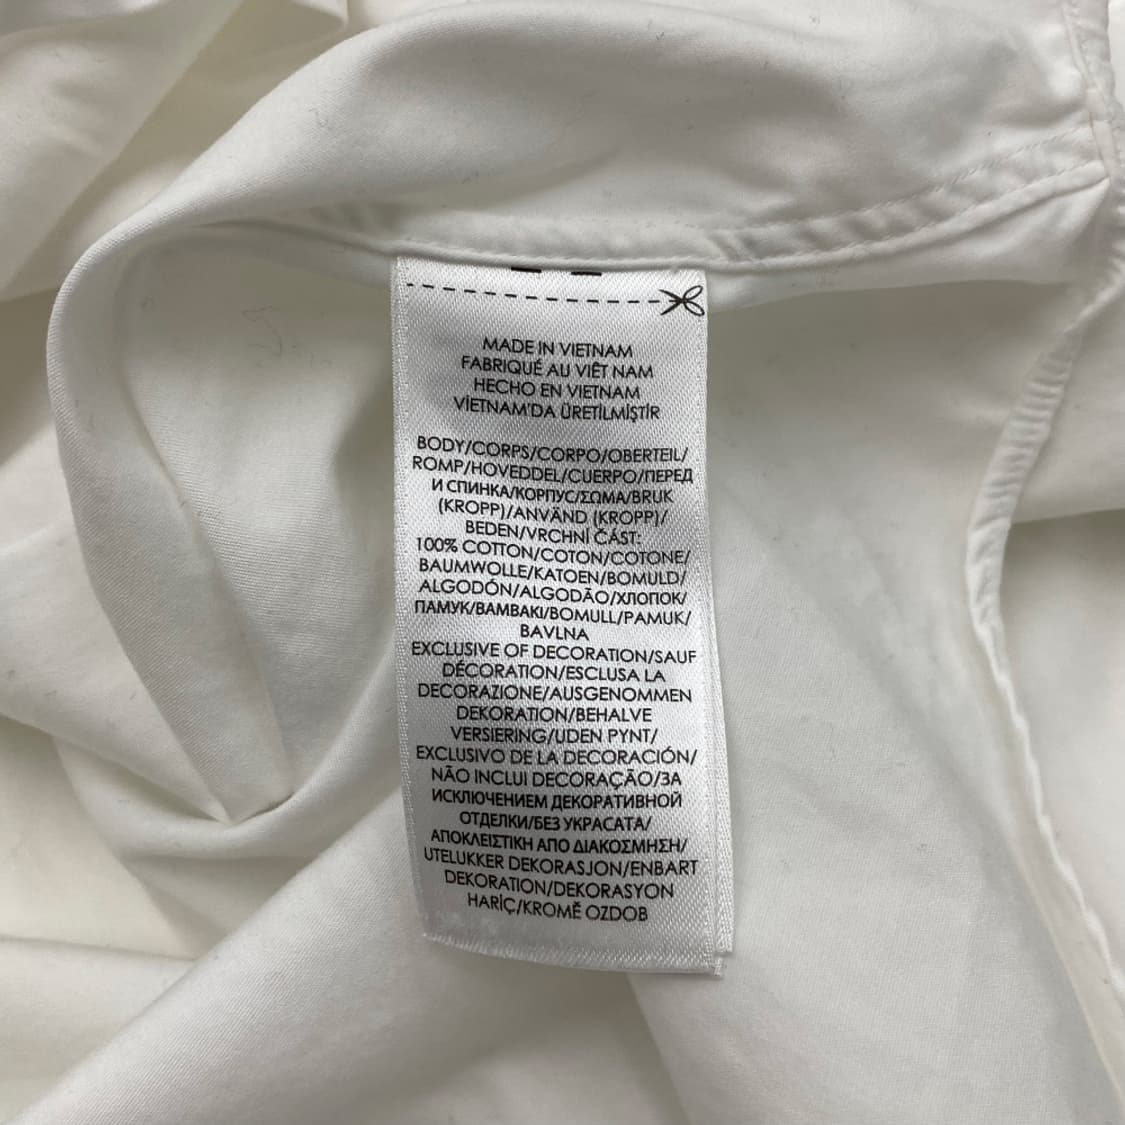 MADE IN VIETNAM
FABRIQUÉ AU VIÊT NAM
HECHO EN VIETNAM
VİETNAM'DA ÜRETİLMİŞTİR
BODY/CORPS/CORPO/OBERTEIL/
ROMP/HOVEDDEL/CUERPO/ПЕРЕД
И СПИНКА/КОРПУС/ΣΩΜΑ/BRUK
(KROPP)/ANVÄND (KROPP)/
BEDEN/VRCHNÍ ČÁST:
100% COTTON/COTON/COTONE/
BAUMWOLLE/KATOEN/BOMULD/
ALGODÓN/ALGODÃO/ХЛОПОК/
ПАМУК/ΒΑΜΒΑΚΙ/BOMULL/PAMUK/
BAVLNA
EXCLUSIVE OF DECORATION/SAUF
DÉCORATION/ESCLUSA LA
DECORAZIONE/AUSGENOMMEN
DEKORATION/BEHALVE
VERSIERING/UDEN PYNT/
EXCLUSIVO DE LA DECORACIÓN/
NÃO INCLUI DECORAÇÃO/ЗА
ИСКЛЮЧЕНИЕМ ДЕКОРАТИВНОЙ
ОТДЕЛКИ/БЕЗ УКРАСАТА/
ΑΠΟΚΛΕΙΣΤΙΚΗ ΑΠΟ ΔΙΑΚΟΣΜΗΣΗ/
UTELUKKER DEKORASJON/ENBART
DEKORATION/DEKORASYON
HARİÇ/KROMĚ OZDOB